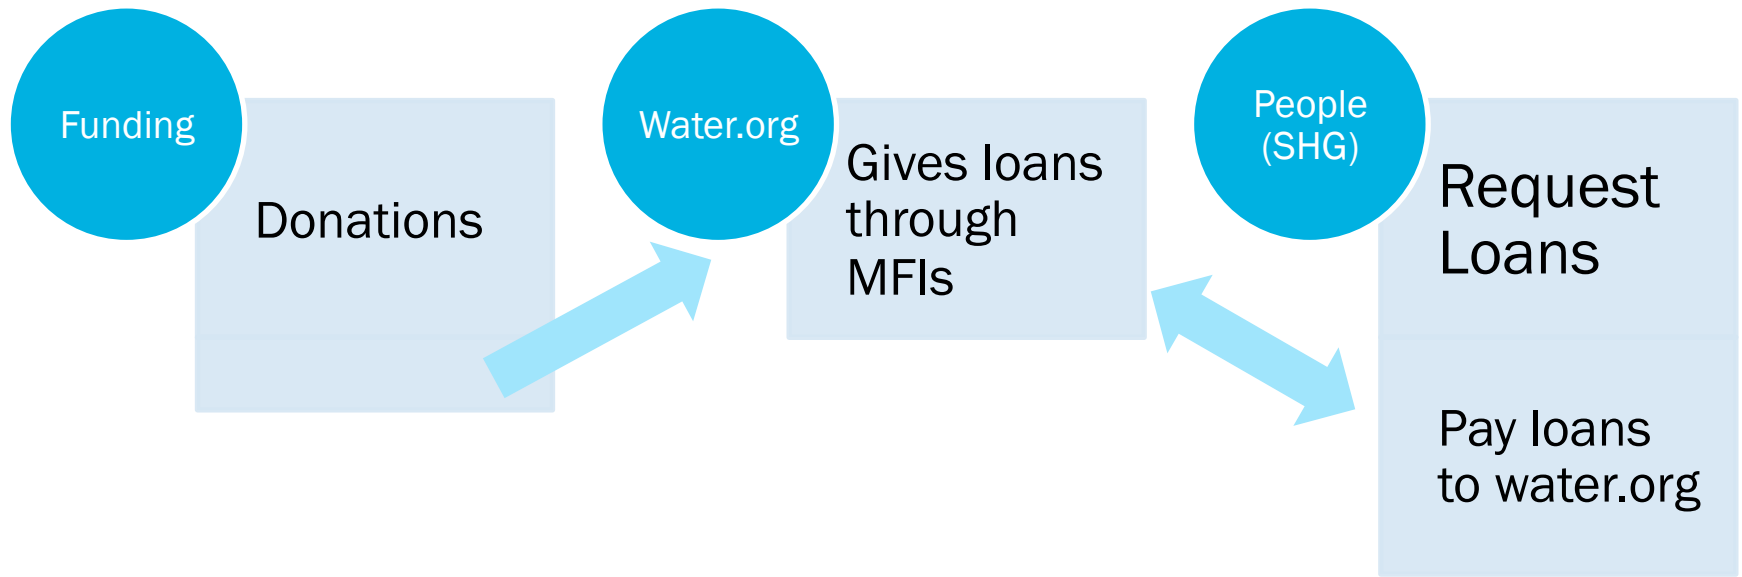 Funding
Donations
Water.org
Gives loans
through
MFIs
People
(SHG)
Request
Loans
Pay loans
to water.org